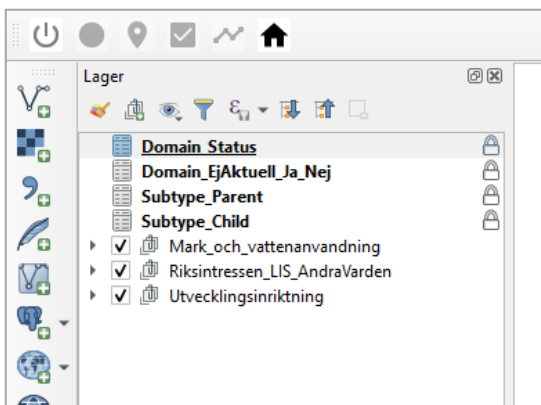 Lager
Domain_Status
Domain_EjAktuell_Ja_Nej
Subtype_Parent
Subtype_Child
Mark_och_vattenanvandning
Riksintressen_LIS_AndraVarden
Utvecklingsinriktning